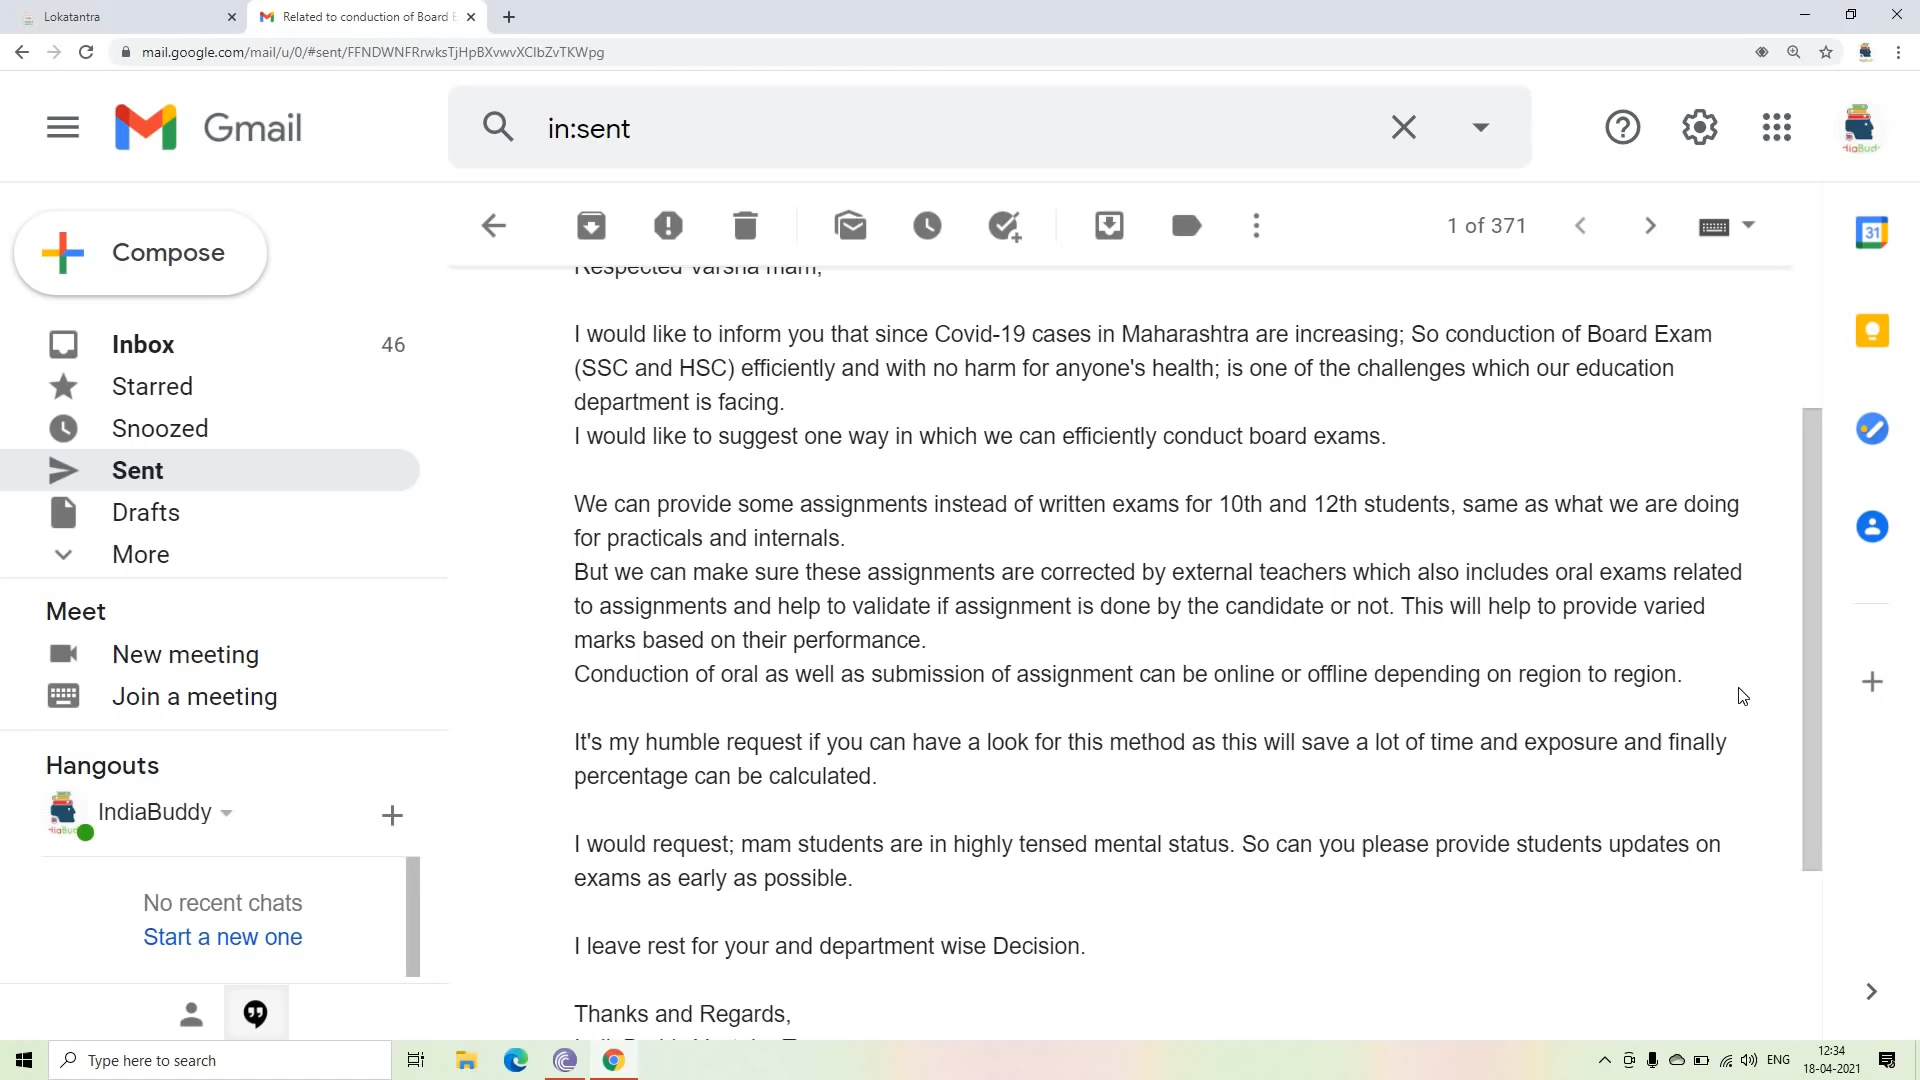 Lokatantra
Related to conduction of Board E
mail.google.com/mail/u/0/#sent/FFNDWNFRrwksTjHpBXvwvXClbZvTKWpg
Gmail
in:sent
Compose
1 of 371
31
Inbox 46
Starred
Snoozed
Sent
Drafts
More
Meet
New meeting
Join a meeting
Hangouts
IndiaBuddy
No recent chats
Start a new one
Respected Varsha mam,
I would like to inform you that since Covid-19 cases in Maharashtra are increasing; So conduction of Board Exam
(SSC and HSC) efficiently and with no harm for anyone's health; is one of the challenges which our education
department is facing.
I would like to suggest one way in which we can efficiently conduct board exams.
We can provide some assignments instead of written exams for 10th and 12th students, same as what we are doing
for practicals and internals.
But we can make sure these assignments are corrected by external teachers which also includes oral exams related
to assignments and help to validate if assignment is done by the candidate or not. This will help to provide varied
marks based on their performance.
Conduction of oral as well as submission of assignment can be online or offline depending on region to region.
It's my humble request if you can have a look for this method as this will save a lot of time and exposure and finally
percentage can be calculated.
I would request; mam students are in highly tensed mental status. So can you please provide students updates on
exams as early as possible.
I leave rest for your and department wise Decision.
Thanks and Regards,
Type here to search
ENG
12:34
18-04-2021